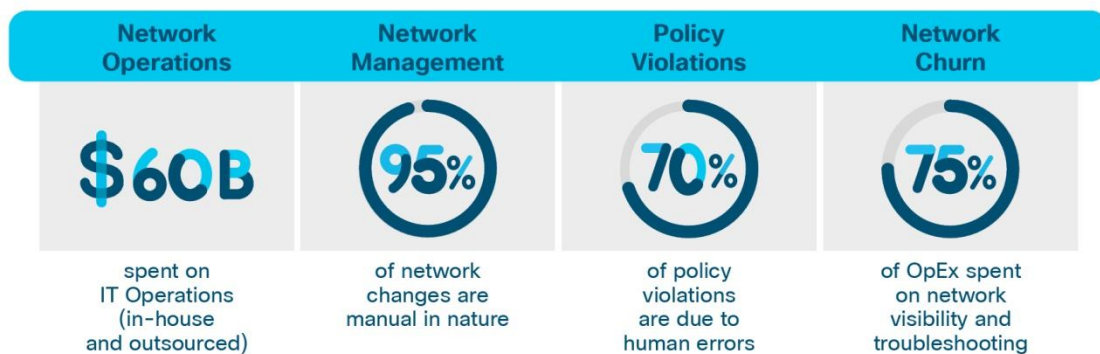 Network
Operations
Network
Management
Policy
Violations
Network
Churn
$60B
95%
70%
75%
spent on
IT Operations
(in-house
and outsourced)
of network
changes are
manual in nature
of policy
violations
are due to
human errors
of OpEx spent
on network
visibility and
troubleshooting